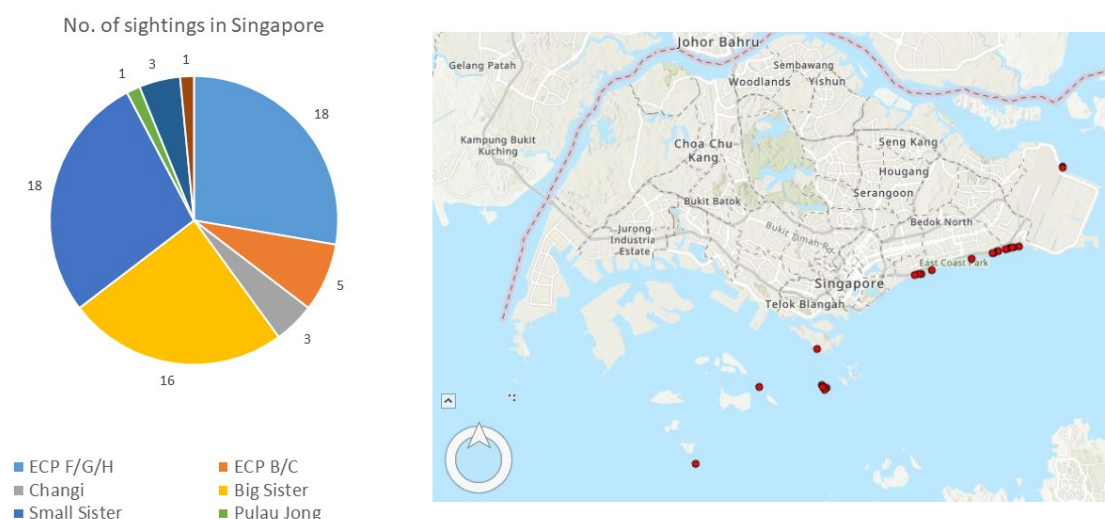 No. of sightings in Singapore
1
3
1
18
18
5
3
16
ECP F/G/H
ECP B/C
Changi
Big Sister
Small Sister
Pulau Jong
Johor Bahru
Gelang Patah
Sembawang
Woodlands
Yishun
Kampung Bukit
Kuching
Choa Chu
Kang
Seng Kang
Hougang
Serangoon
Bukit Batok
Bukit Timah Rd
Bedok North
Jurong
Industrial
Estate
East Coast Park
Singapore
Telok Blangah